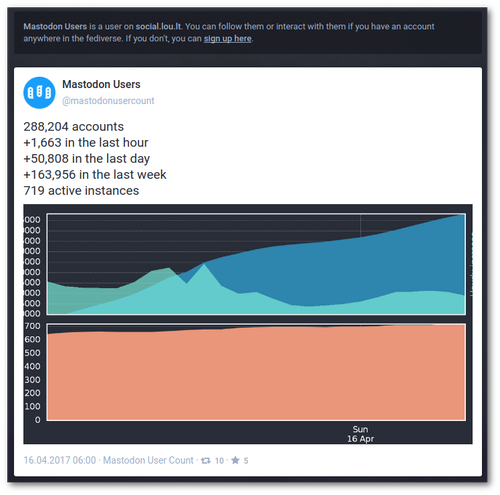 Mastodon Users is a user on social.lou.lt. You can follow them or interact with them if you have an account
anywhere in the fediverse. If you don't, you can sign up here.
Mastodon Users
@mastodonusercount
288,204 accounts
+1,663 in the last hour
+50,808 in the last day
+163,956 in the last week
719 active instances
700
600
500
400
300
200
100
0
Sun
16 Apr
16.04.2017 06:00 · Mastodon User Count · 10 · 5